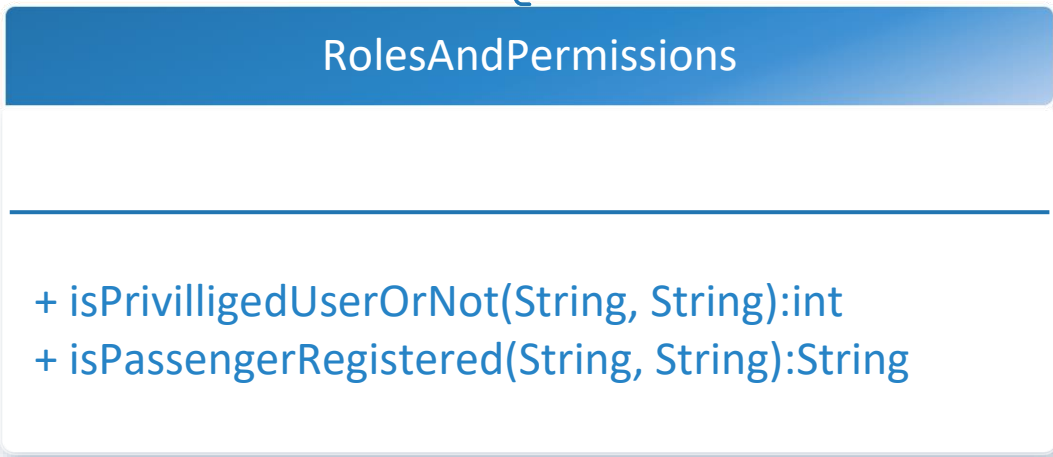 RolesAndPermissions
+ isPrivilligedUserOrNot(String, String):int
+ isPassengerRegistered(String, String):String